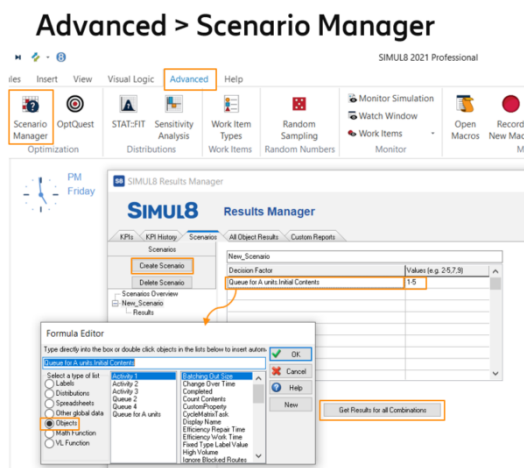 Advanced > Scenario Manager
SIMUL8 2021 Professional
les Insert View Visual Logic Advanced Help
Scenario Manager
OptQuest
STAT::FIT
Sensitivity Analysis
Work Item Types
Random Sampling
Monitor Simulation
Watch Window
Work Items
Open Macros
Record New Mac
Optimization Distributions Work Items Random Numbers Monitor M
PM
Friday
S8 SIMUL8 Results Manager
SIMUL8 Results Manager
KPIs KPI History Scenarios All Object Results Custom Reports
Scenarios
New_Scenario
Create Scenario
Decision Factor Values (e.g. 2-5,7,9)
Delete Scenario
Queue for A units.Initial Contents 1-5
Scenarios Overview
New_Scenario
Results
Formula Editor
Type directly into the box or double click objects in the lists below to insert autom
Queue for A units.Initial Contents
OK
Cancel
Help
New
Select a type of list
Labels
Distributions
Spreadsheets
Other global data
Objects
Math Function
VL Function
Activity 1
Activity 2
Activity 3
Queue 2
Queue 4
Queue for A units
Batching Out Size
Change Over Time
Completed
Count Contents
CustomProperty
CycleMatrixTask
Display Name
Efficiency Repair Time
Efficiency Work Time
Fixed Type Label Value
High Volume
Ignore Blocked Routes
Get Results for all Combinations